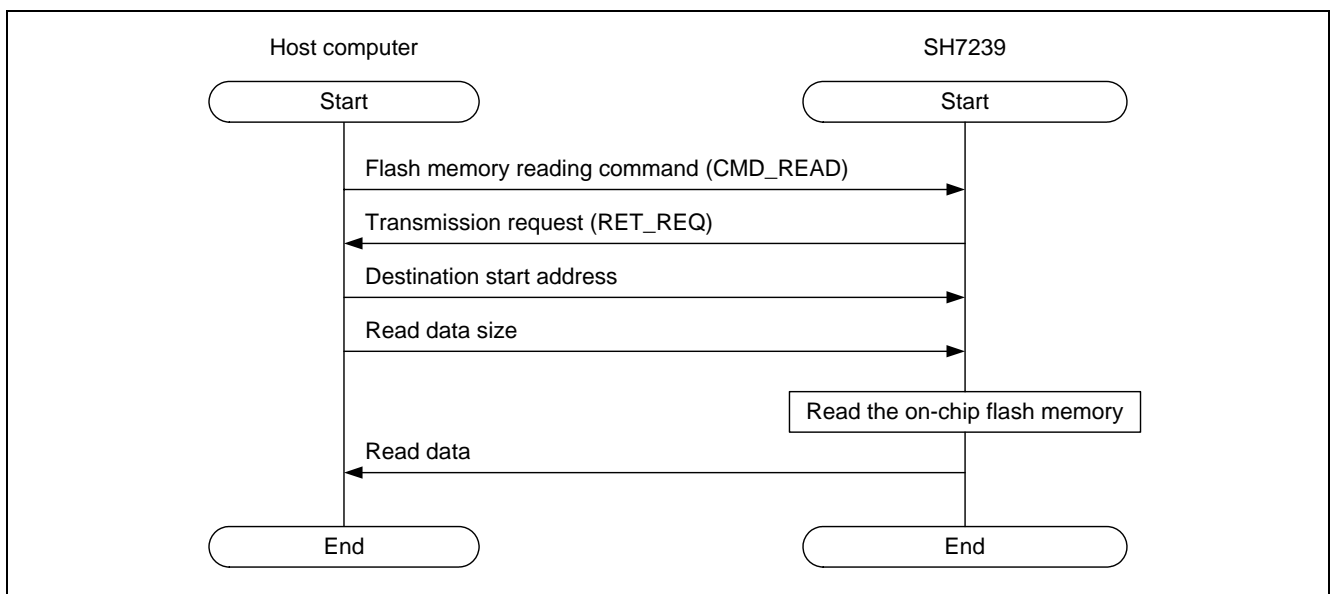 Host computer
SH7239
Start
Start
Flash memory reading command (CMD_READ)
Transmission request (RET_REQ)
Destination start address
Read data size
Read the on-chip flash memory
Read data
End
End